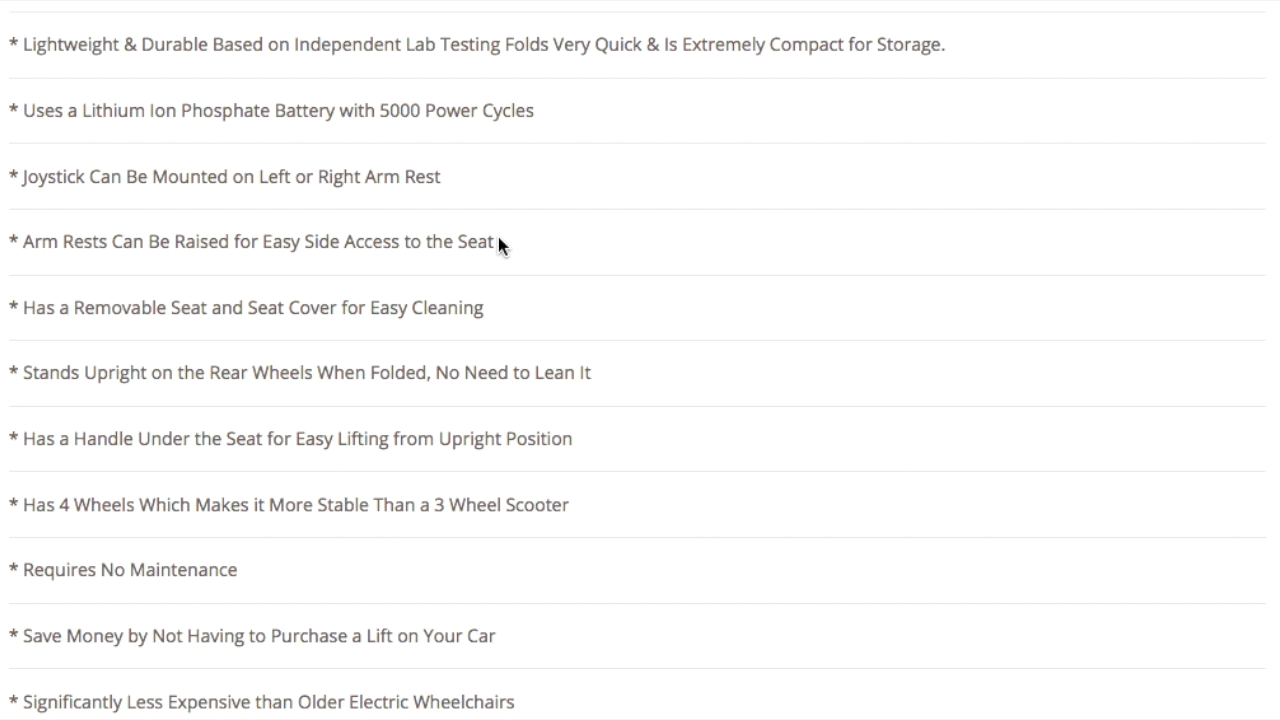 * Lightweight & Durable Based on Independent Lab Testing Folds Very Quick & Is Extremely Compact for Storage.
* Uses a Lithium Ion Phosphate Battery with 5000 Power Cycles
* Joystick Can Be Mounted on Left or Right Arm Rest
* Arm Rests Can Be Raised for Easy Side Access to the Seat
* Has a Removable Seat and Seat Cover for Easy Cleaning
* Stands Upright on the Rear Wheels When Folded, No Need to Lean It
* Has a Handle Under the Seat for Easy Lifting from Upright Position
* Has 4 Wheels Which Makes it More Stable Than a 3 Wheel Scooter
* Requires No Maintenance
* Save Money by Not Having to Purchase a Lift on Your Car
* Significantly Less Expensive than Older Electric Wheelchairs